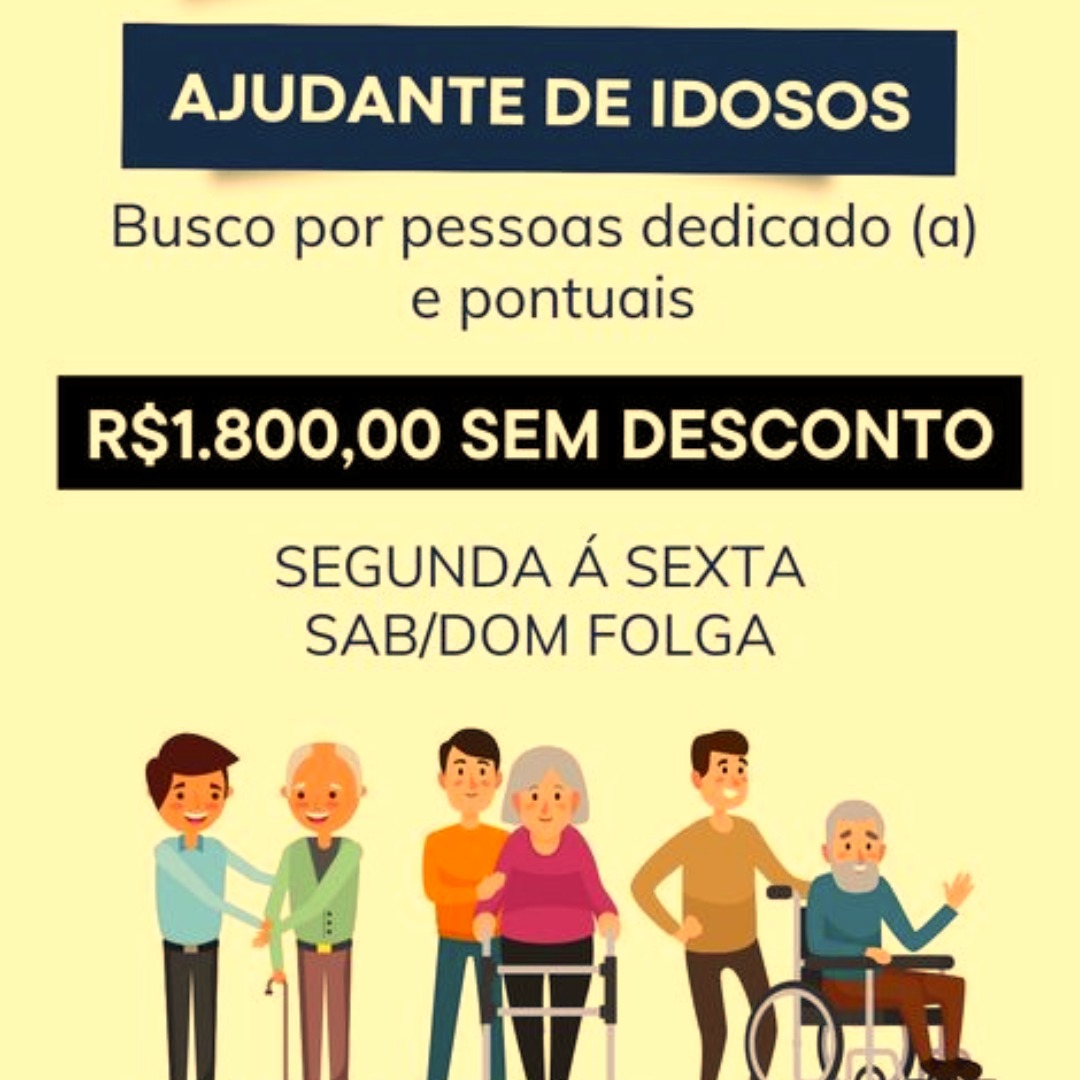 AJUDANTE DE IDOSOS
Busco por pessoas dedicado (a)
e pontuais
R$1.800,00 SEM DESCONTO
SEGUNDA Á SEXTA
SAB/DOM FOLGA